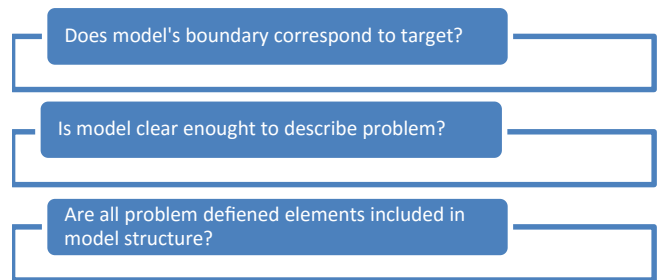 Does model's boundary correspond to target?
Is model clear enought to describe problem?
Are all problem defiened elements included in
model structure?